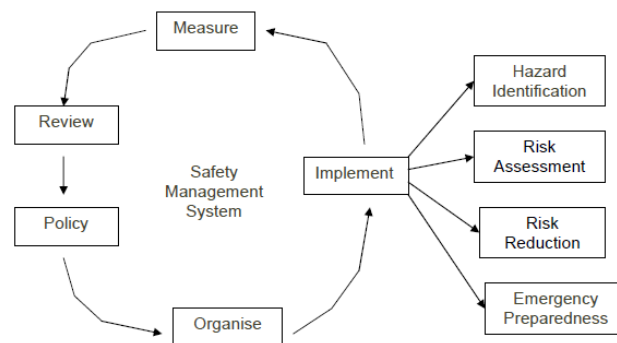 Measure
Hazard
Identification
Review
Risk
Assessment
Safety
Management
System
Implement
Policy
Risk
Reduction
Organise
Emergency
Preparedness